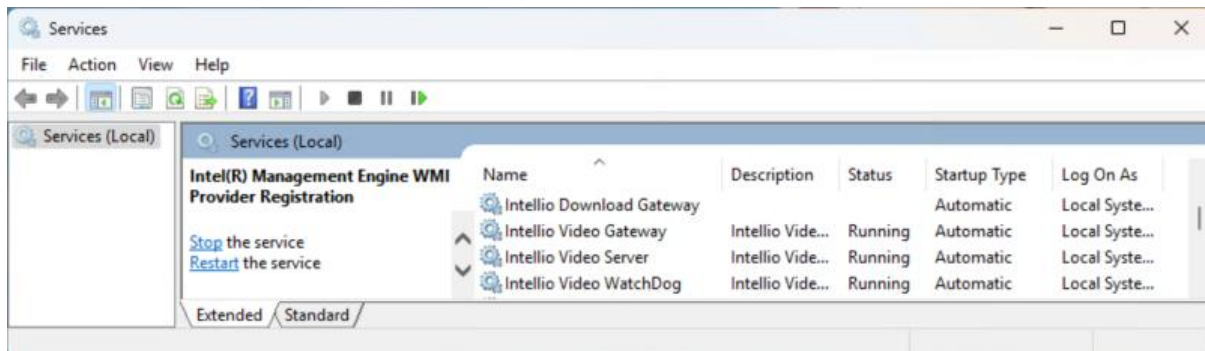 Services
File Action View Help
Services (Local)
Services (Local)
Intel(R) Management Engine WMI
Provider Registration
Stop the service
Restart the service
Name Description Status Startup Type Log On As
Intellio Download Gateway Automatic Local Syste...
Intellio Video Gateway Intellio Vide... Running Automatic Local Syste...
Intellio Video Server Intellio Vide... Running Automatic Local Syste...
Intellio Video WatchDog Intellio Vide... Running Automatic Local Syste...
Extended Standard